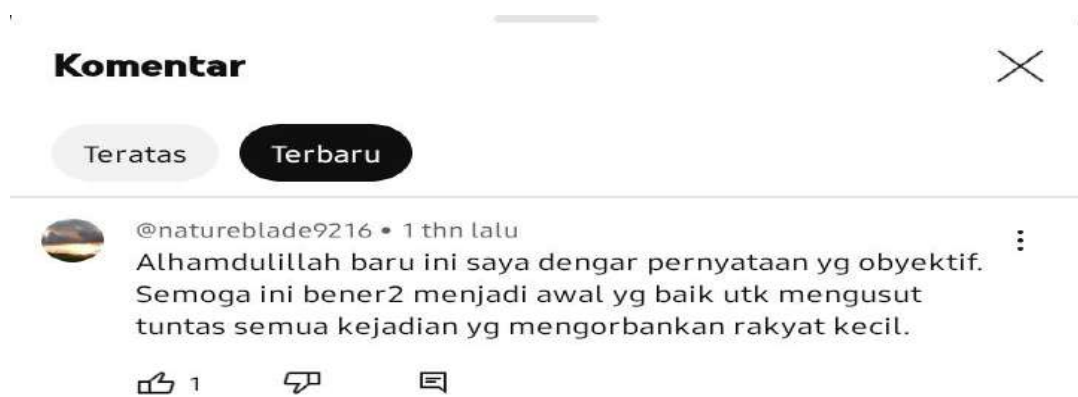 Komentar
Teratas Terbaru
@natureblade9216 • 1 thn lalu
Alhamdulillah baru ini saya dengar pernyataan yg obyektif.
Semoga ini bener2 menjadi awal yg baik utk mengusut
tuntas semua kejadian yg mengorbankan rakyat kecil.
1